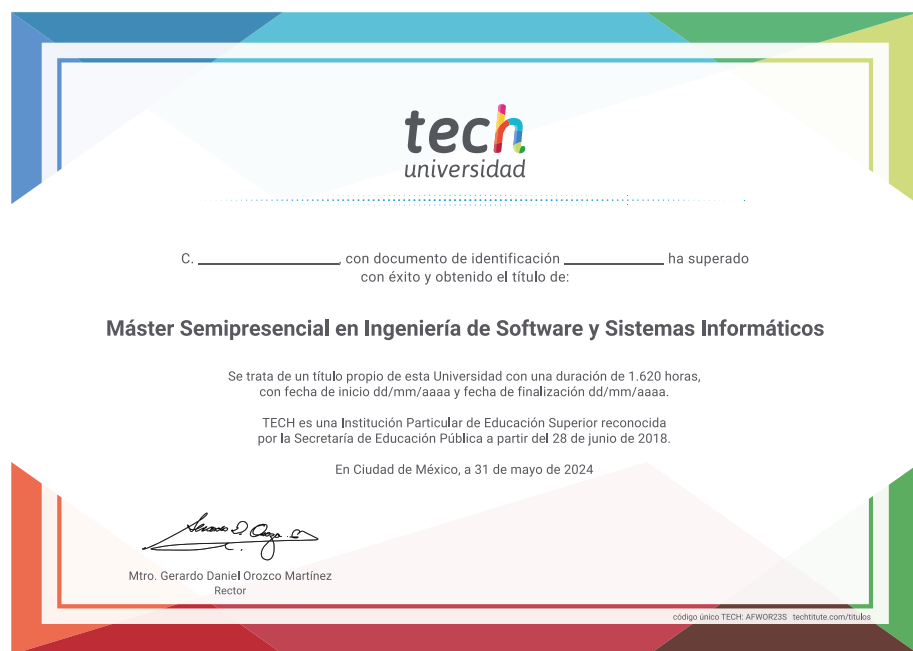 tech
universidad
C. ____________________, con documento de identificación ______________ ha superado
con éxito y obtenido el título de:
Máster Semipresencial en Ingeniería de Software y Sistemas Informáticos
Se trata de un título propio de esta Universidad con una duración de 1.620 horas,
con fecha de inicio dd/mm/aaaa y fecha de finalización dd/mm/aaaa.
TECH es una Institución Particular de Educación Superior reconocida
por la Secretaría de Educación Pública a partir del 28 de junio de 2018.
En Ciudad de México, a 31 de mayo de 2024
Mtro. Gerardo Daniel Orozco Martínez
Rector
código único TECH: AFWOR23S techtitute.com/titulos